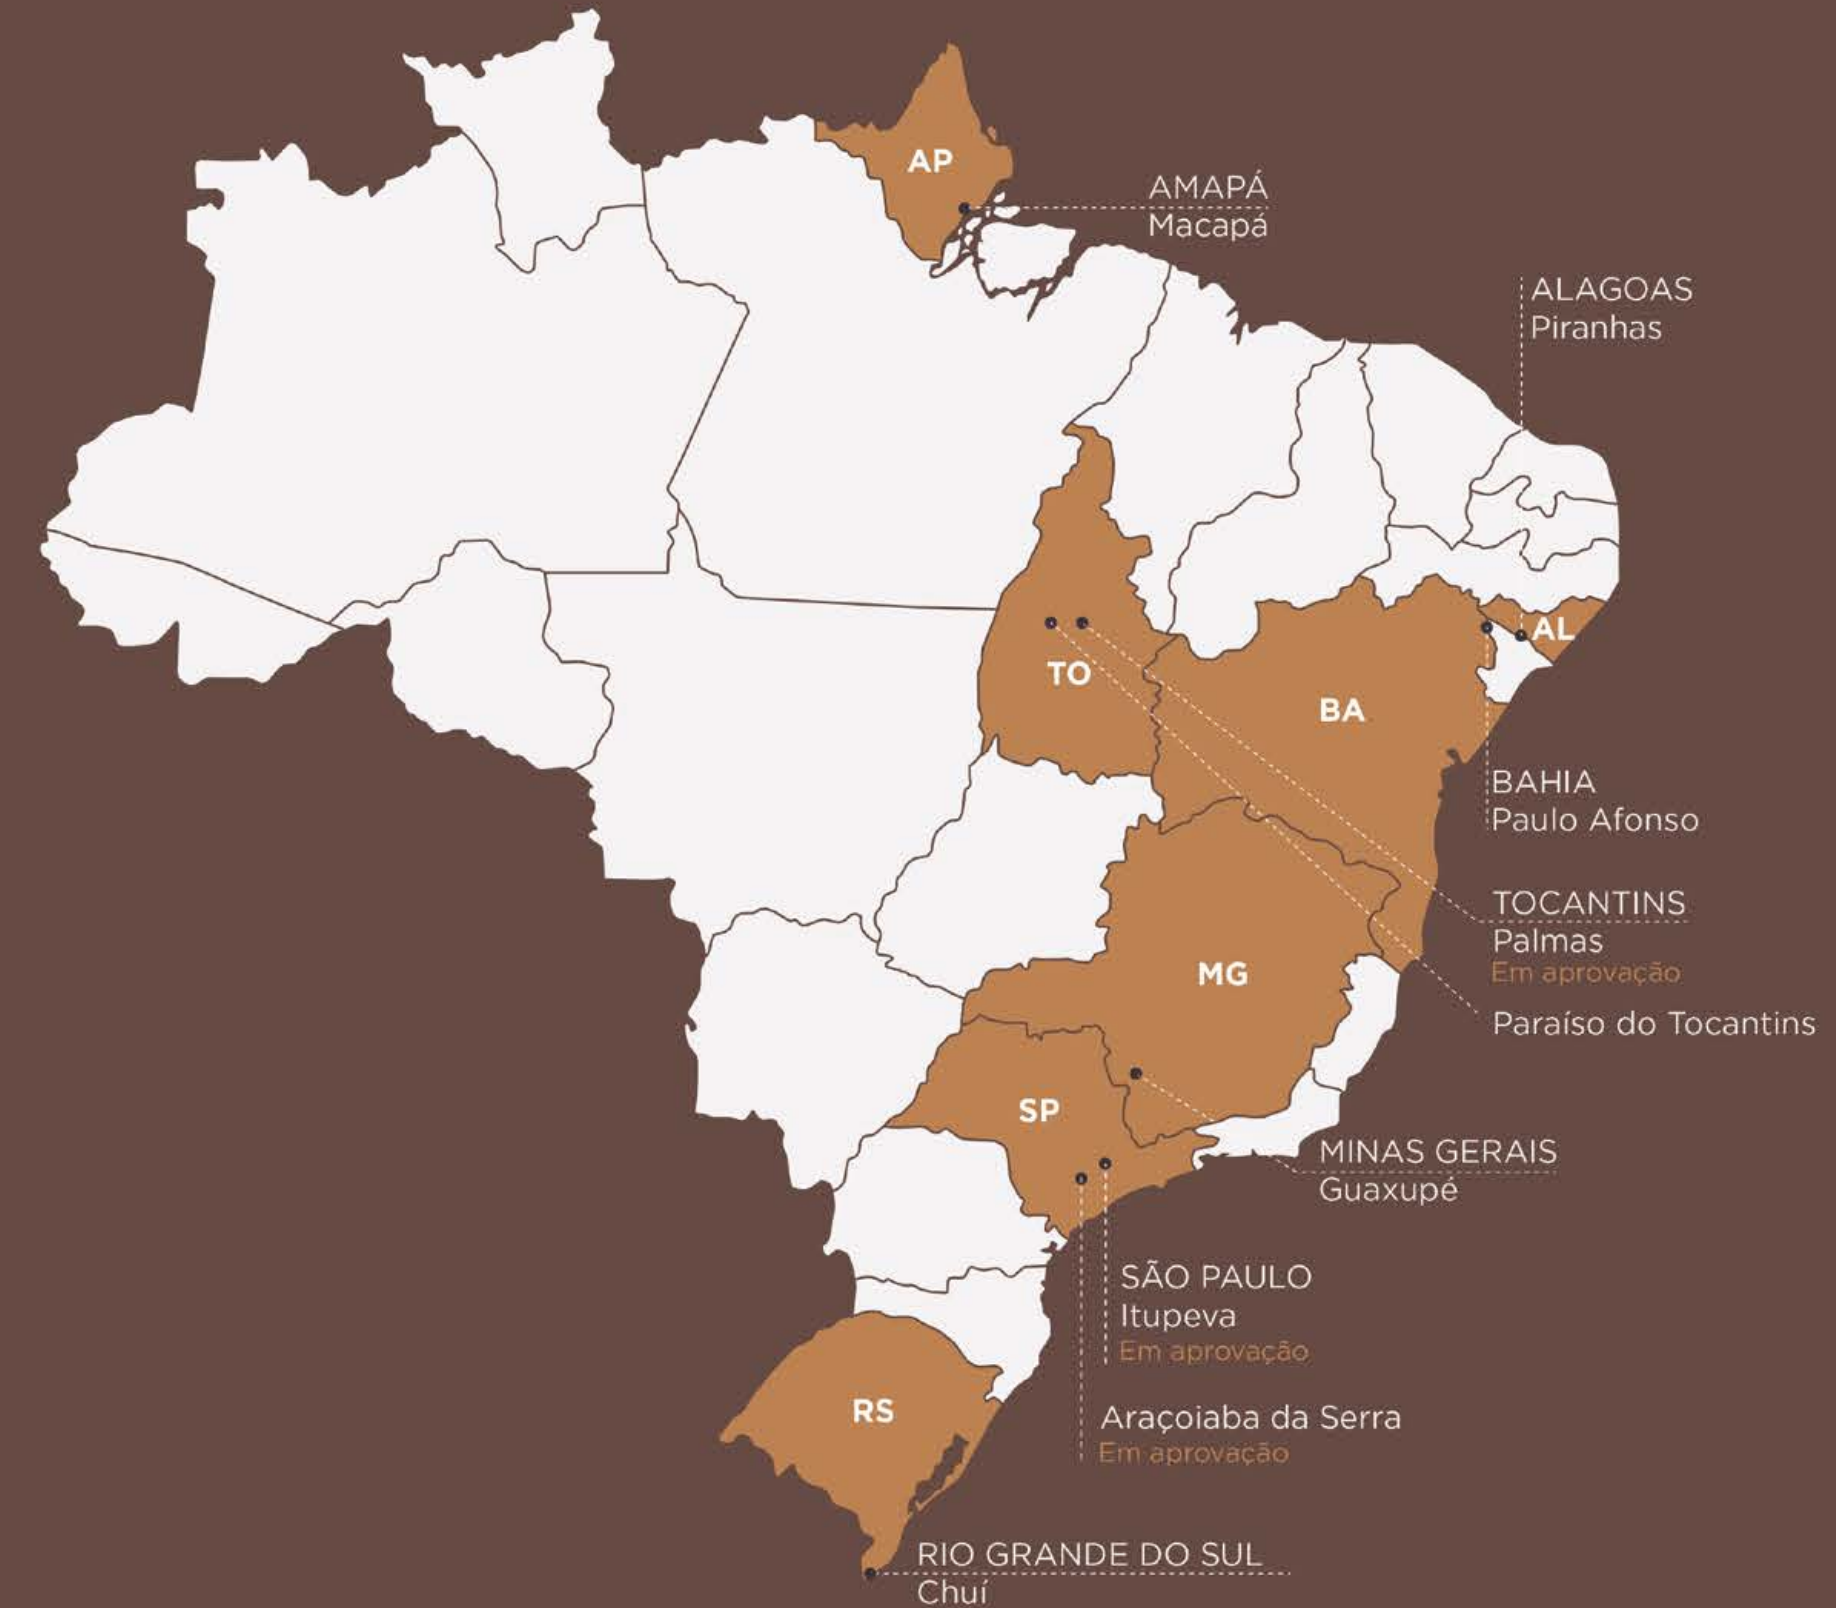 AP
AMAPÁ
Macapá
ALAGOAS
Piranhas
AL
TO
BA
BAHIA
Paulo Afonso
TOCANTINS
Palmas
Em aprovação
Paraíso do Tocantins
MG
SP
MINAS GERAIS
Guaxupé
SÃO PAULO
Itupeva
Em aprovação
Araçoiaba da Serra
Em aprovação
RS
RIO GRANDE DO SUL
Chuí